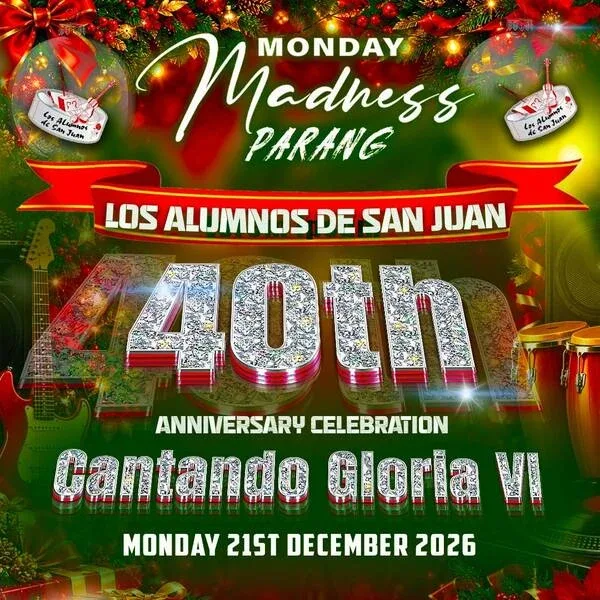 MONDAY
Madness
PARANG
Los Alumnos
de San Juan
Los Alumnos
de San Juan
LOS ALUMNOS DE SAN JUAN
40th
ANNIVERSARY CELEBRATION
Cantando Gloria VI
MONDAY 21ST DECEMBER 2026